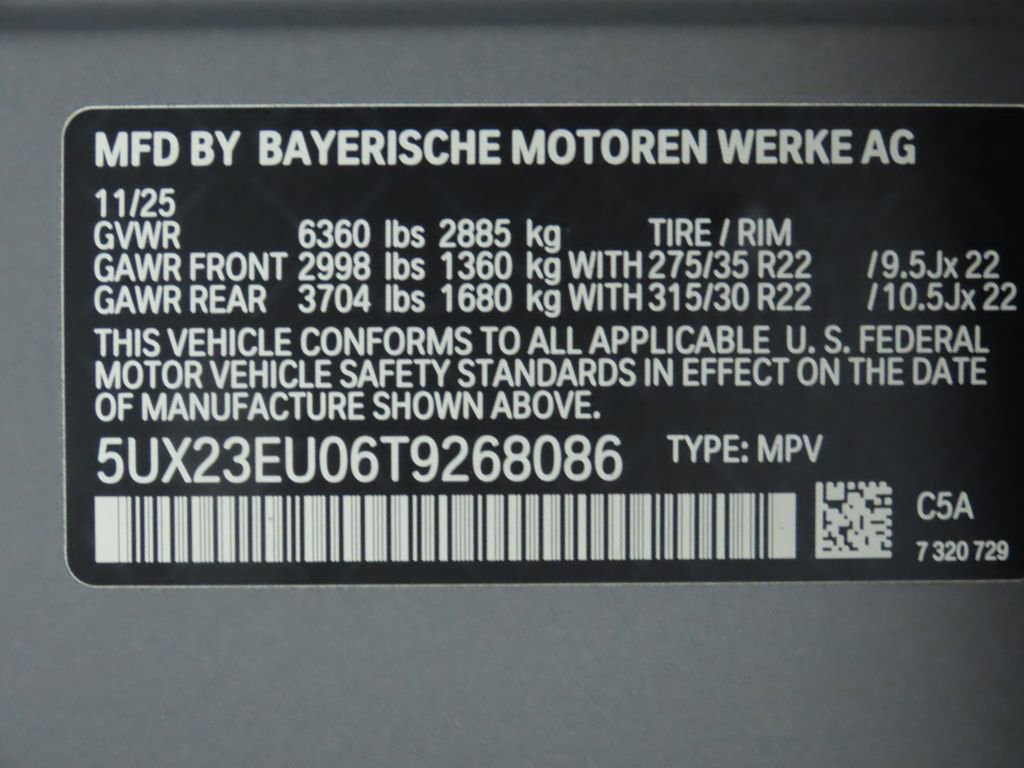 MFD BY BAYERISCHE MOTOREN WERKE AG
11/25
GVWR 6360 lbs 2885 kg TIRE / RIM
GAWR FRONT 2998 lbs 1360 kg WITH 275/35 R22 /9.5Jx 22
GAWR REAR 3704 lbs 1680 kg WITH 315/30 R22 /10.5Jx 22
THIS VEHICLE CONFORMS TO ALL APPLICABLE U. S. FEDERAL
MOTOR VEHICLE SAFETY STANDARDS IN EFFECT ON THE DATE
OF MANUFACTURE SHOWN ABOVE.
5UX23EU06T9268086 TYPE: MPV
C5A
7 320 729